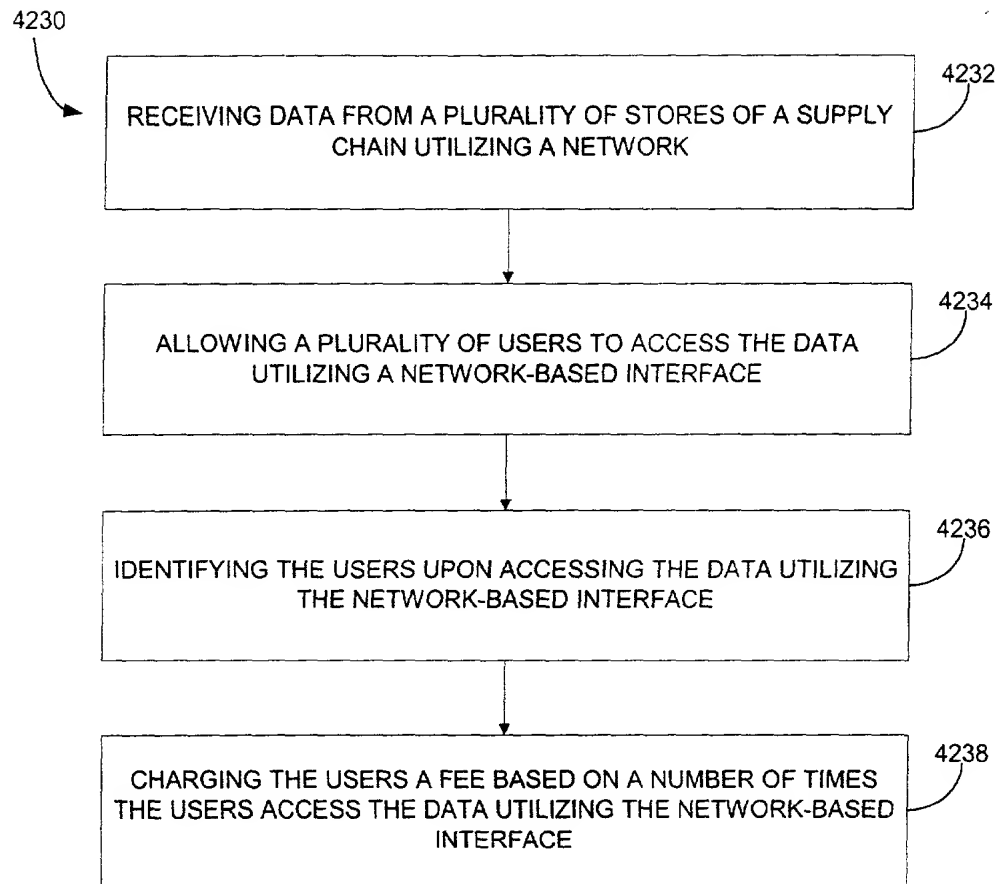 4230
4232
RECEIVING DATA FROM A PLURALITY OF STORES OF A SUPPLY
CHAIN UTILIZING A NETWORK
4234
ALLOWING A PLURALITY OF USERS TO ACCESS THE DATA
UTILIZING A NETWORK-BASED INTERFACE
4236
IDENTIFYING THE USERS UPON ACCESSING THE DATA UTILIZING
THE NETWORK-BASED INTERFACE
4238
CHARGING THE USERS A FEE BASED ON A NUMBER OF TIMES
THE USERS ACCESS THE DATA UTILIZING THE NETWORK-BASED
INTERFACE